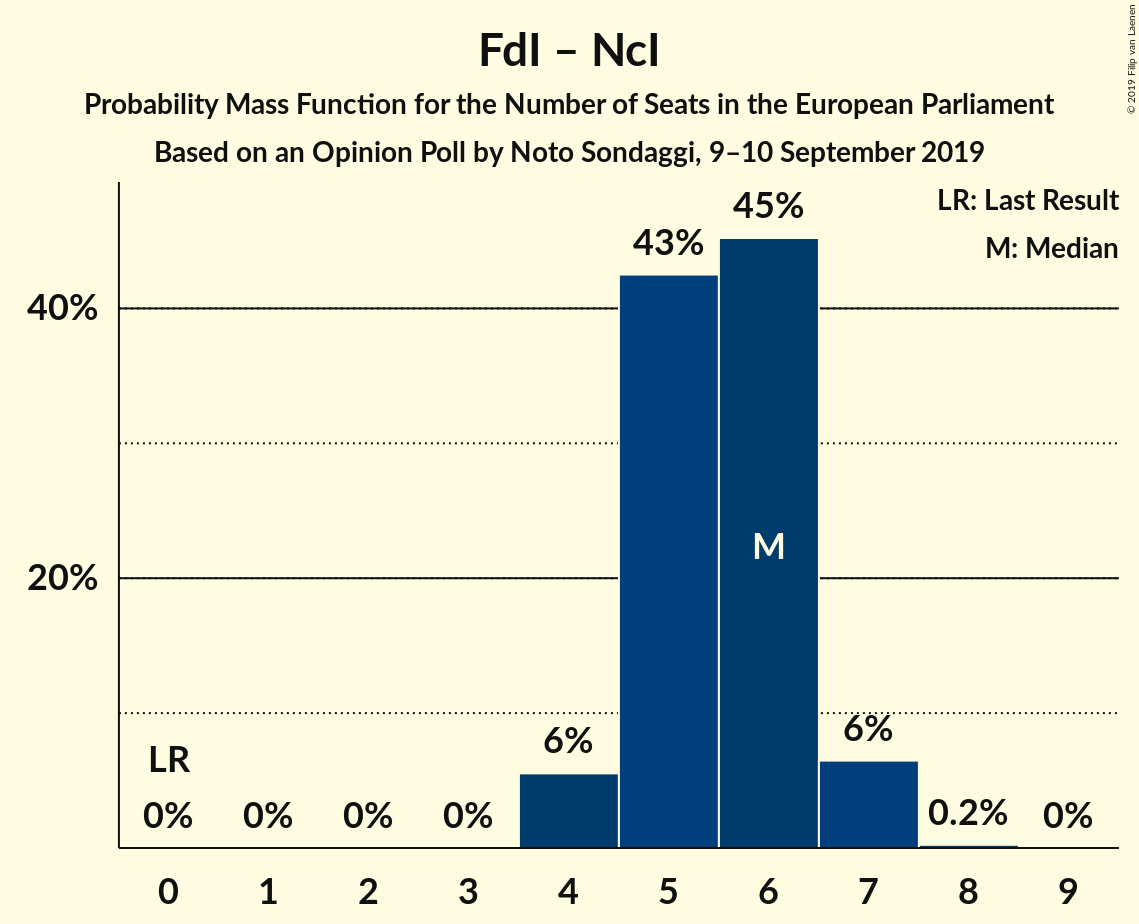 FdI – NcI
Probability Mass Function for the Number of Seats in the European Parliament
Based on an Opinion Poll by Noto Sondaggi, 9–10 September 2019
© 2019 Filip van Laenen
LR: Last Result
M: Median
45%
43%
40%
M
20%
6%
6%
LR
0%
0%
0%
0%
0.2%
0%
0 1 2 3 4 5 6 7 8 9